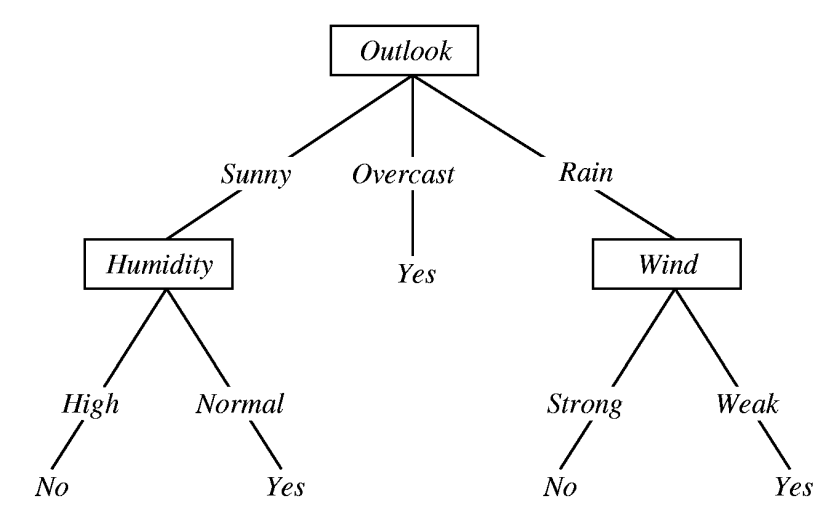 Outlook
Sunny Overcast Rain
Humidity Yes Wind
High Normal Strong Weak
No Yes No Yes